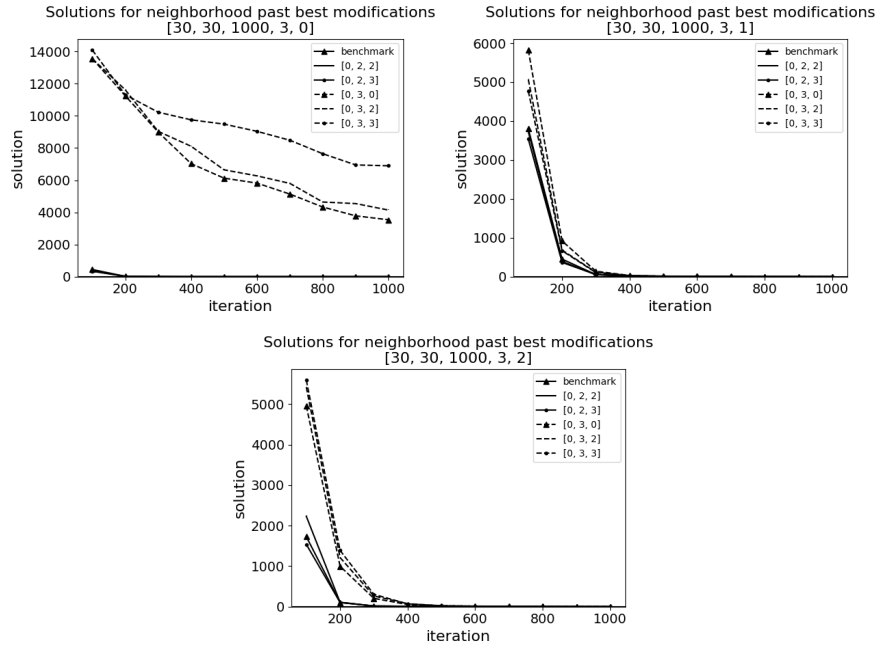 Solutions for neighborhood past best modifications
[30, 30, 1000, 3, 0]
14000
12000
10000
8000
6000
4000
2000
0
solution
200
400
600
800
1000
iteration
benchmark
[0, 2, 2]
[0, 2, 3]
[0, 3, 0]
[0, 3, 2]
[0, 3, 3]
Solutions for neighborhood past best modifications
[30, 30, 1000, 3, 1]
6000
5000
4000
3000
2000
1000
0
solution
200
400
600
800
1000
iteration
benchmark
[0, 2, 2]
[0, 2, 3]
[0, 3, 0]
[0, 3, 2]
[0, 3, 3]
Solutions for neighborhood past best modifications
[30, 30, 1000, 3, 2]
5000
4000
3000
2000
1000
0
solution
200
400
600
800
1000
iteration
benchmark
[0, 2, 2]
[0, 2, 3]
[0, 3, 0]
[0, 3, 2]
[0, 3, 3]